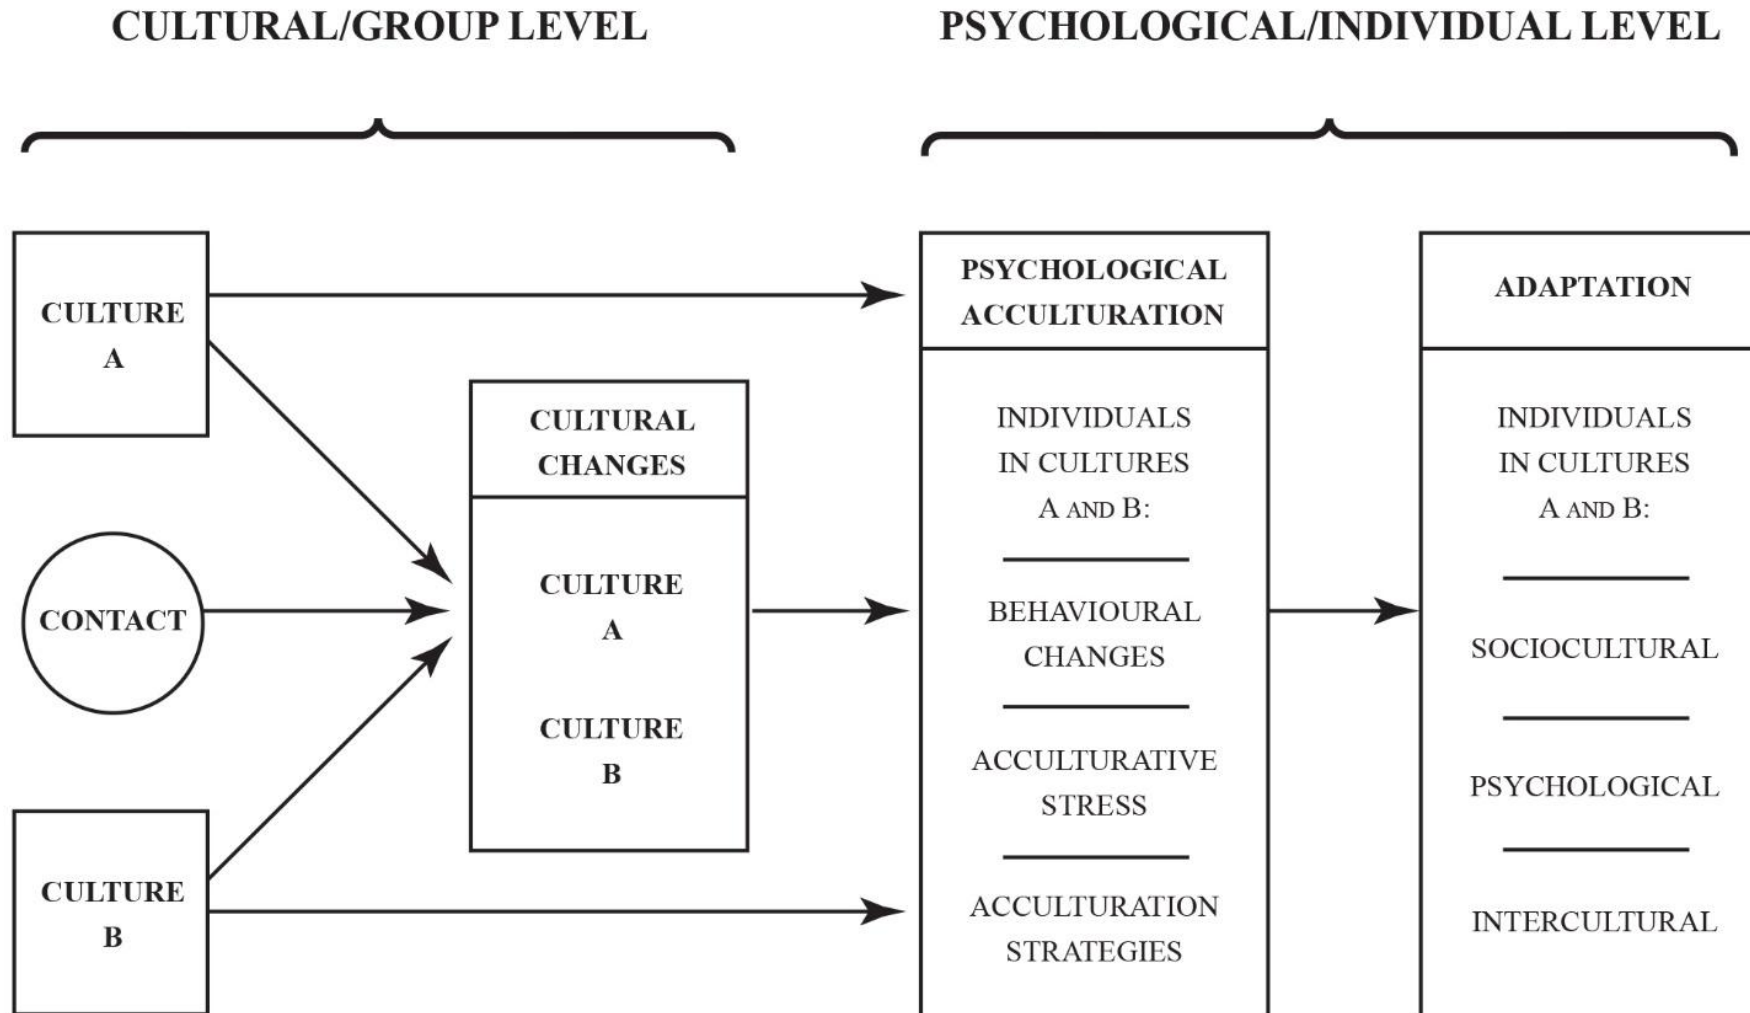 CULTURAL/GROUP LEVEL
PSYCHOLOGICAL/INDIVIDUAL LEVEL
CULTURE
A
CONTACT
CULTURE
B
CULTURAL
CHANGES
CULTURE
A
CULTURE
B
PSYCHOLOGICAL
ACCULTURATION
INDIVIDUALS
IN CULTURES
A AND B:
BEHAVIOURAL
CHANGES
ACCULTURATIVE
STRESS
ACCULTURATION
STRATEGIES
ADAPTATION
INDIVIDUALS
IN CULTURES
A AND B:
SOCIOCULTURAL
PSYCHOLOGICAL
INTERCULTURAL